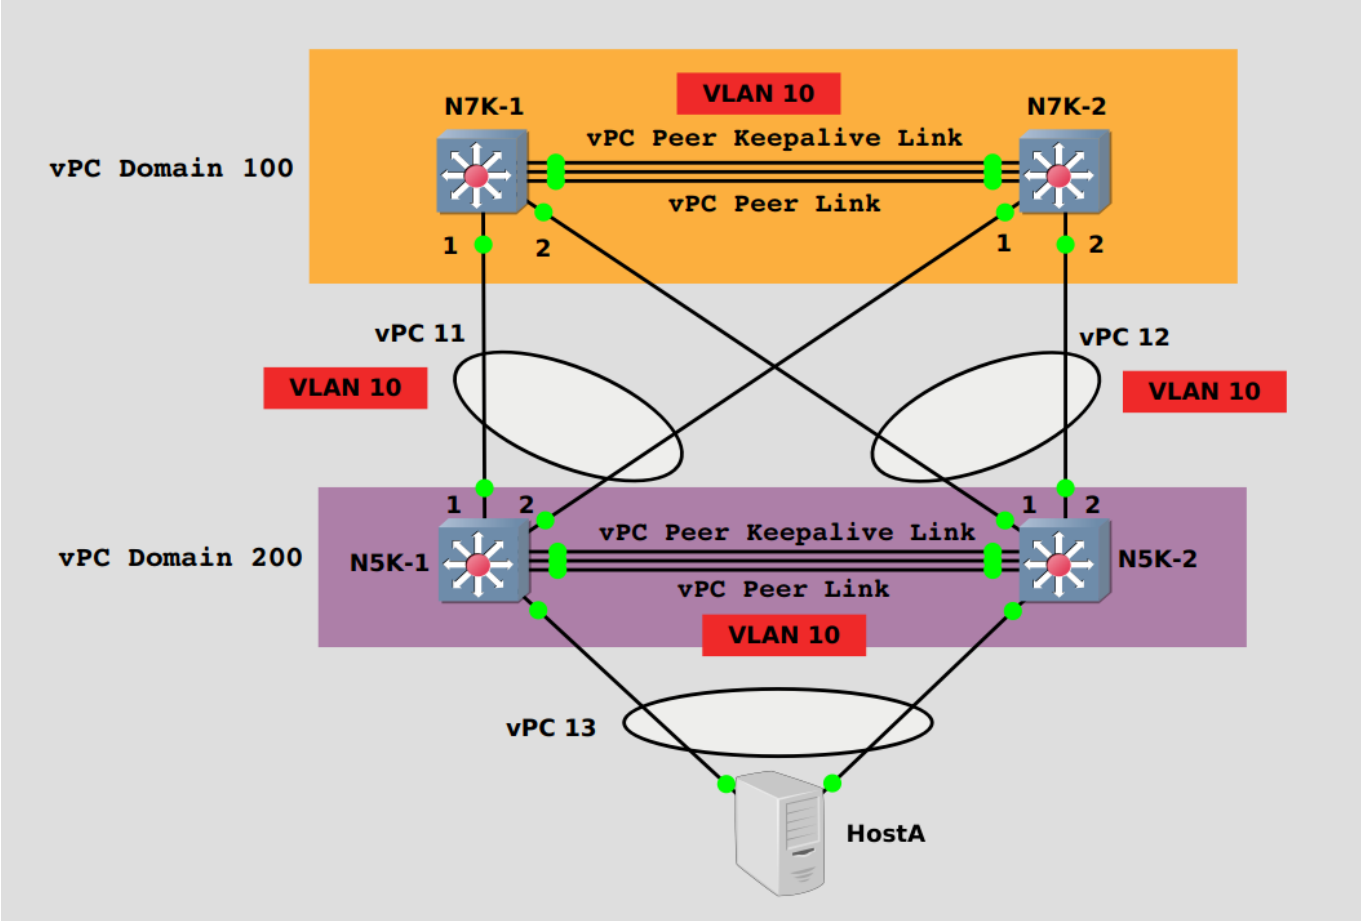 VLAN 10
N7K-1
N7K-2
vPC Peer Keepalive Link
vPC Domain 100
vPC Peer Link
1
2
1
2
vPC 11
vPC 12
VLAN 10
VLAN 10
1
2
1
2
vPC Peer Keepalive Link
vPC Domain 200
N5K-1
N5K-2
vPC Peer Link
VLAN 10
vPC 13
HostA